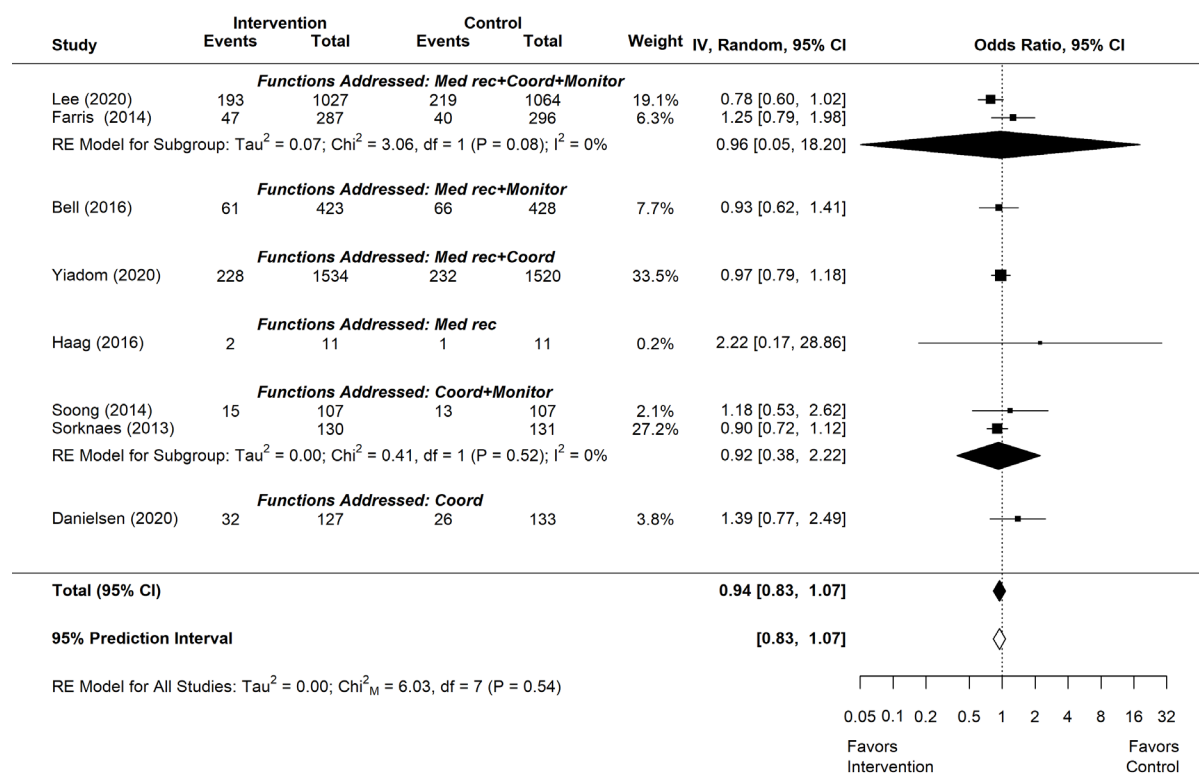 Intervention Control
Study Events Total Events Total Weight IV, Random, 95% CI Odds Ratio, 95% CI
Functions Addressed: Med rec+Coord+Monitor
Lee (2020) 193 1027 219 1064 19.1% 0.78 [0.60, 1.02]
Farris (2014) 47 287 40 296 6.3% 1.25 [0.79, 1.98]
RE Model for Subgroup: Tau² = 0.07; Chi² = 3.06, df = 1 (P = 0.08); I² = 0% 0.96 [0.05, 18.20]
Functions Addressed: Med rec+Monitor
Bell (2016) 61 423 66 428 7.7% 0.93 [0.62, 1.41]
Functions Addressed: Med rec+Coord
Yiadom (2020) 228 1534 232 1520 33.5% 0.97 [0.79, 1.18]
Functions Addressed: Med rec
Haag (2016) 2 11 1 11 0.2% 2.22 [0.17, 28.86]
Functions Addressed: Coord+Monitor
Soong (2014) 15 107 13 107 2.1% 1.18 [0.53, 2.62]
Sorknaes (2013) 130 131 27.2% 0.90 [0.72, 1.12]
RE Model for Subgroup: Tau² = 0.00; Chi² = 0.41, df = 1 (P = 0.52); I² = 0% 0.92 [0.38, 2.22]
Functions Addressed: Coord
Danielsen (2020) 32 127 26 133 3.8% 1.39 [0.77, 2.49]
Total (95% CI) 0.94 [0.83, 1.07]
95% Prediction Interval [0.83, 1.07]
RE Model for All Studies: Tau² = 0.00; Chi²M = 6.03, df = 7 (P = 0.54)
0.05 0.1 0.2 0.5 1 2 4 8 16 32
Favors Favors
Intervention Control